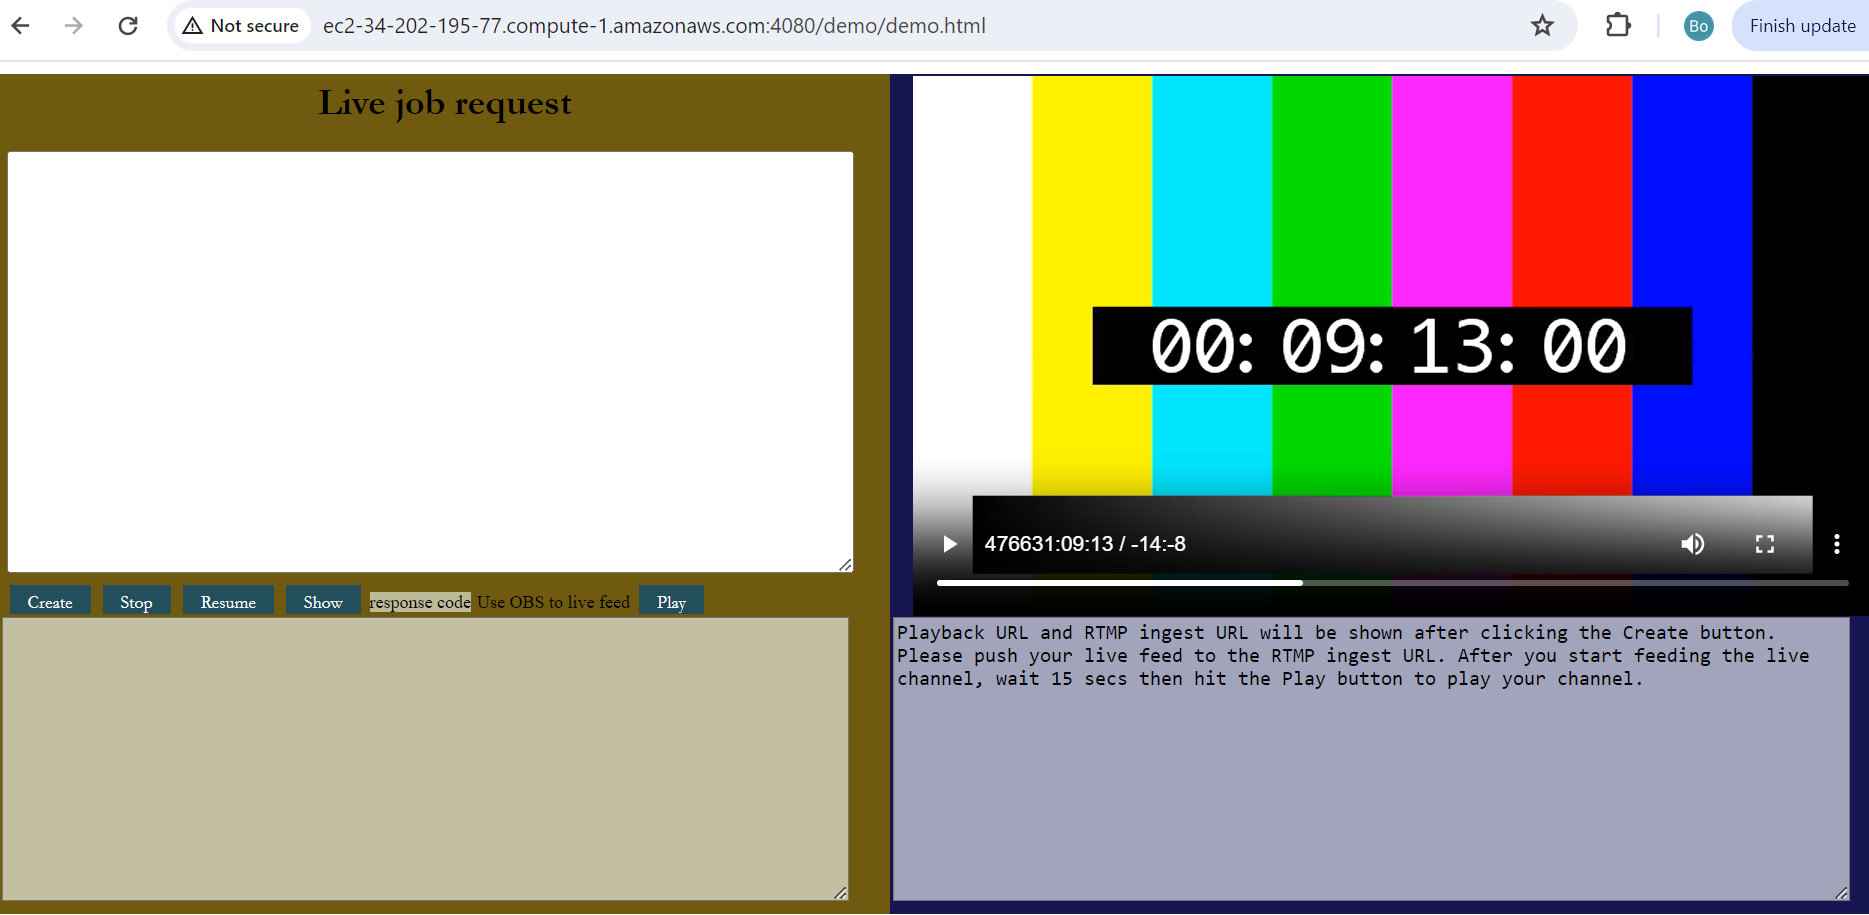 Not secure
ec2-34-202-195-77.compute-1.amazonaws.com:4080/demo/demo.html
Bo
Finish update
Live job request
00: 09: 13: 00
476631:09:13 / -14:-8
Create
Stop
Resume
Show
response code
Use OBS to live feed
Play
Playback URL and RTMP ingest URL will be shown after clicking the Create button.
Please push your live feed to the RTMP ingest URL. After you start feeding the live
channel, wait 15 secs then hit the Play button to play your channel.